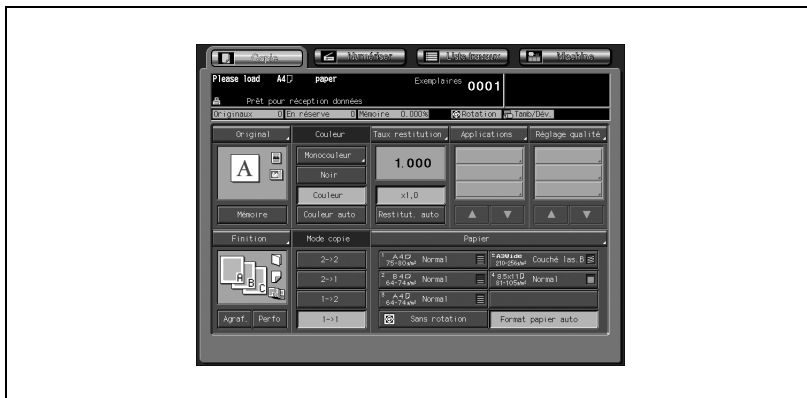 Copie Numériser Liste travaux Machine
Please load A4 paper Exemplaires 0001
Prêt pour réception données
Originaux 0 En réserve 0 Mémoire 0.000% Rotation Tamb/Dév.
Original Couleur Taux restitution Applications Réglage qualité
A Monocouleur 1.000
Noir
Couleur x1,0
Mémoire Couleur auto Restitut. auto
Finition Mode copie Papier
2->2 1 A4 75-80g/m² Normal A3Wide 210-256g/m² Couché las.B
A B C 2->1 2 B4 64-74g/m² Normal 4 8.5x11 81-105g/m² Normal
1->2 3 A4 64-74g/m² Normal
Agraf. Perfo 1->1 Sans rotation Format papier auto